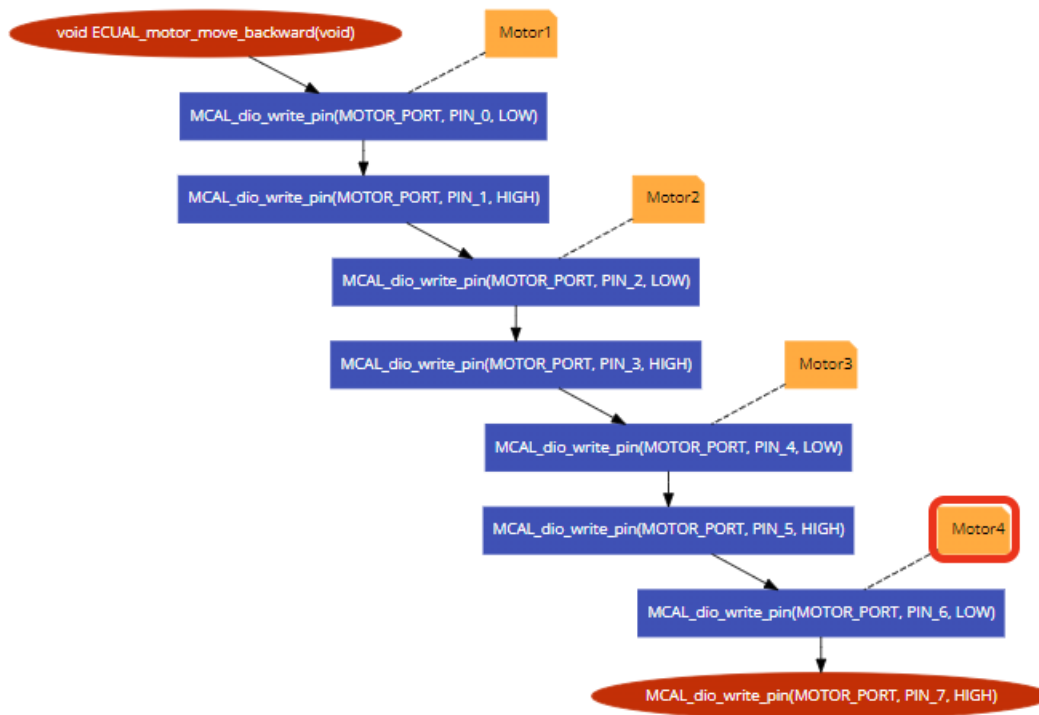 void ECUAL_motor_move_backward(void)
Motor1
MCAL_dio_write_pin(MOTOR_PORT, PIN_0, LOW)
MCAL_dio_write_pin(MOTOR_PORT, PIN_1, HIGH)
Motor2
MCAL_dio_write_pin(MOTOR_PORT, PIN_2, LOW)
MCAL_dio_write_pin(MOTOR_PORT, PIN_3, HIGH)
Motor3
MCAL_dio_write_pin(MOTOR_PORT, PIN_4, LOW)
MCAL_dio_write_pin(MOTOR_PORT, PIN_5, HIGH)
Motor4
MCAL_dio_write_pin(MOTOR_PORT, PIN_6, LOW)
MCAL_dio_write_pin(MOTOR_PORT, PIN_7, HIGH)